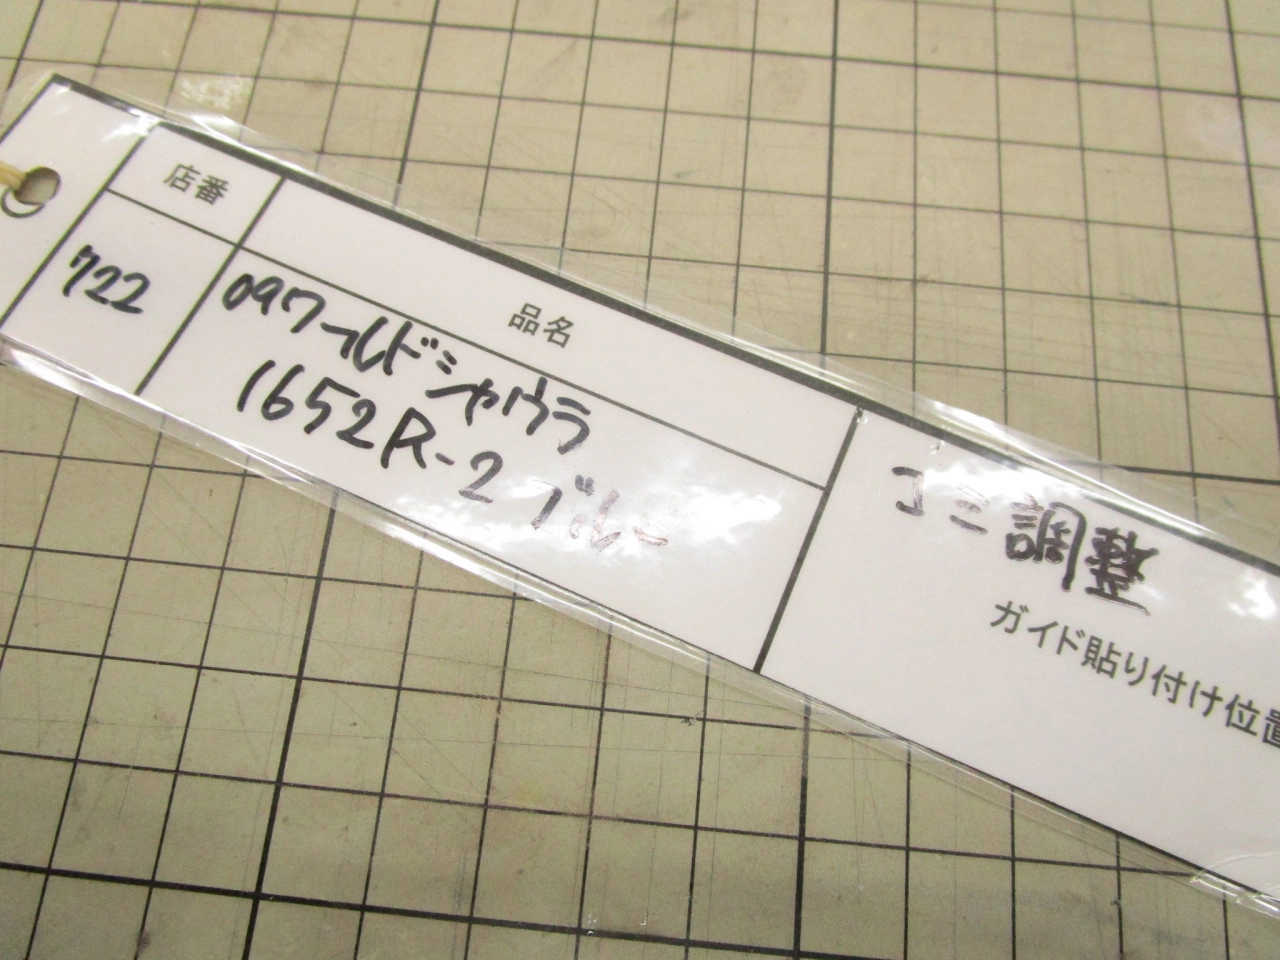 店番
品名
722
09ワールドシャウラ
1652R-2 ブルー
コミ調整
ガイド貼り付け位置